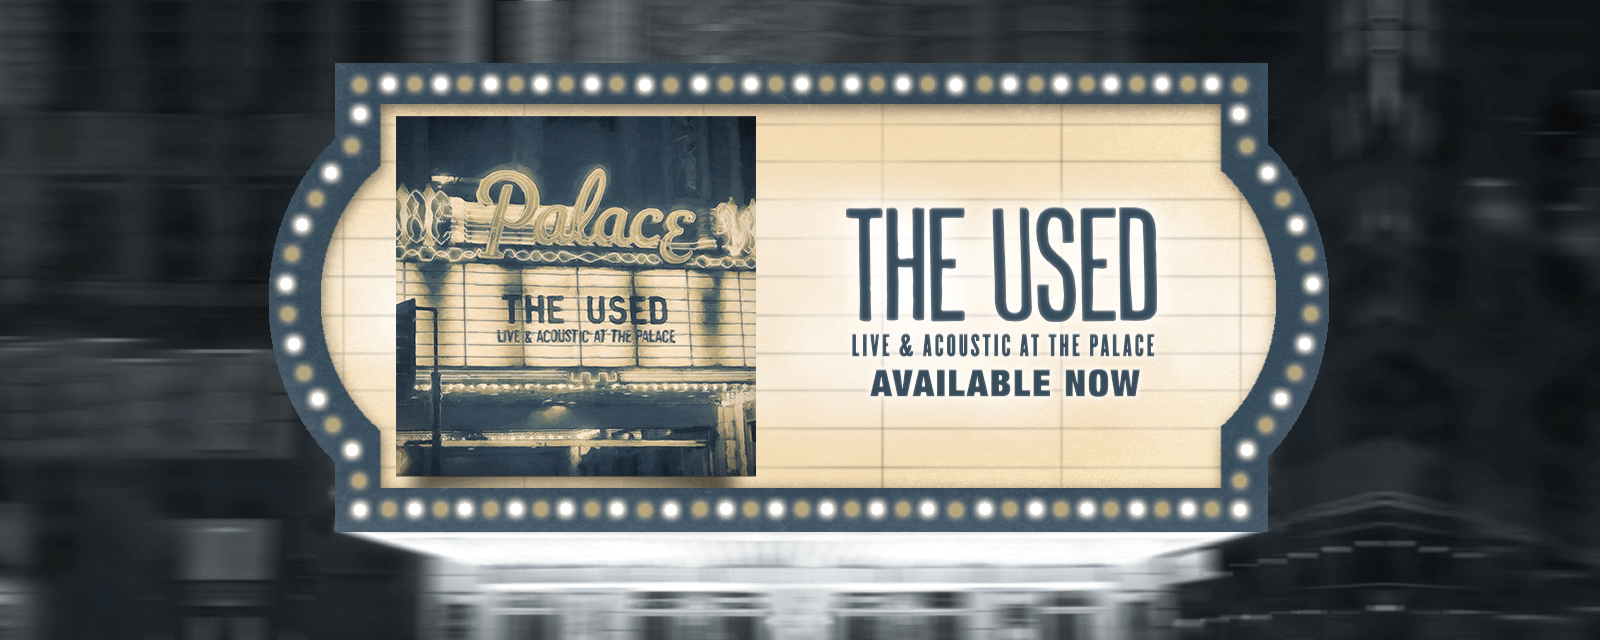 Palace
THE USED
LIVE & ACOUSTIC AT THE PALACE
THE USED
LIVE & ACOUSTIC AT THE PALACE
AVAILABLE NOW